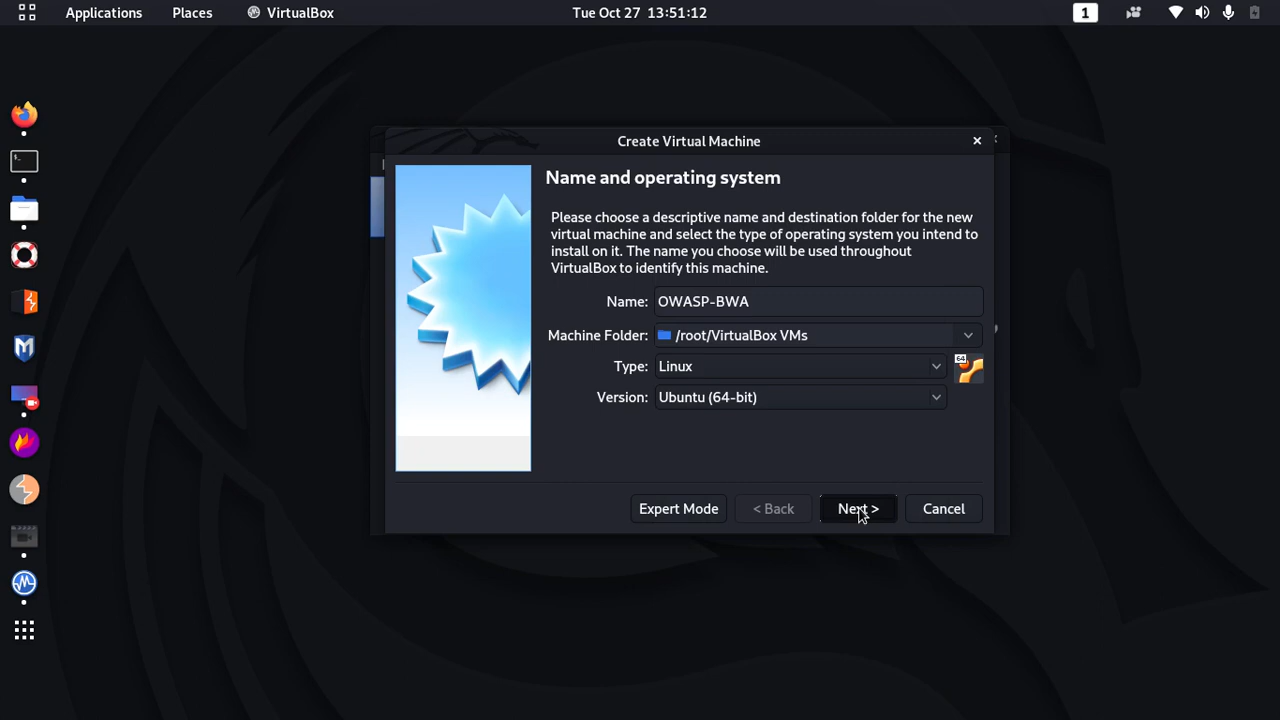 Applications Places VirtualBox Tue Oct 27 13:51:12 1
Create Virtual Machine
Name and operating system
Please choose a descriptive name and destination folder for the new
virtual machine and select the type of operating system you intend to
install on it. The name you choose will be used throughout
VirtualBox to identify this machine.
Name: OWASP-BWA
Machine Folder: /root/VirtualBox VMs
Type: Linux
64
Version: Ubuntu (64-bit)
Expert Mode < Back Next > Cancel